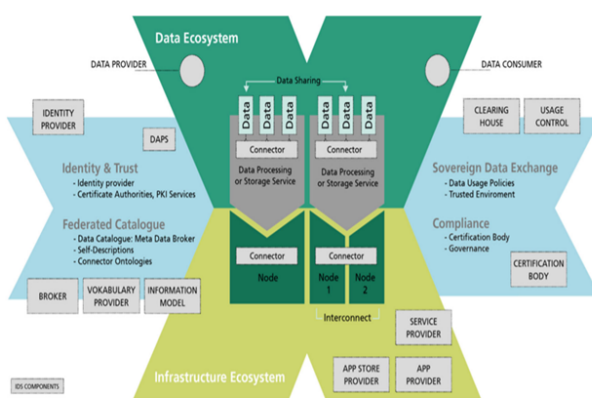 Data Ecosystem
DATA PROVIDER
DATA CONSUMER
Data Sharing
Data
Data
Data
Data
Data
Data
Connector
Connector
Data Processing
or Storage Service
Data Processing
or Storage Service
IDENTITY
PROVIDER
DAPS
Identity & Trust
- Identity provider
- Certificate Authorities, PKI Services
Federated Catalogue
- Data Catalogue: Meta Data Broker
- Self-Descriptions
- Connector Ontologies
BROKER
VOKABULARY
PROVIDER
INFORMATION
MODEL
CLEARING
HOUSE
USAGE
CONTROL
Sovereign Data Exchange
- Data Usage Policies
- Trusted Enviroment
Compliance
- Certification Body
- Governance
CERTIFICATION
BODY
Connector
Node
Connector
Node
1
Node
2
Interconnect
SERVICE
PROVIDER
APP STORE
PROVIDER
APP
PROVIDER
Infrastructure Ecosystem
IDS COMPONENTS